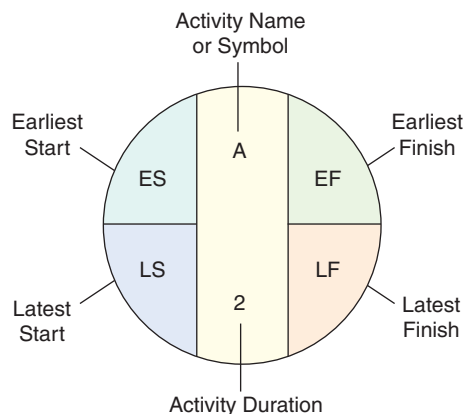 Activity Name
or Symbol
Earliest
Start
Earliest
Finish
A
ES
EF
LS
LF
2
Latest
Start
Latest
Finish
Activity Duration